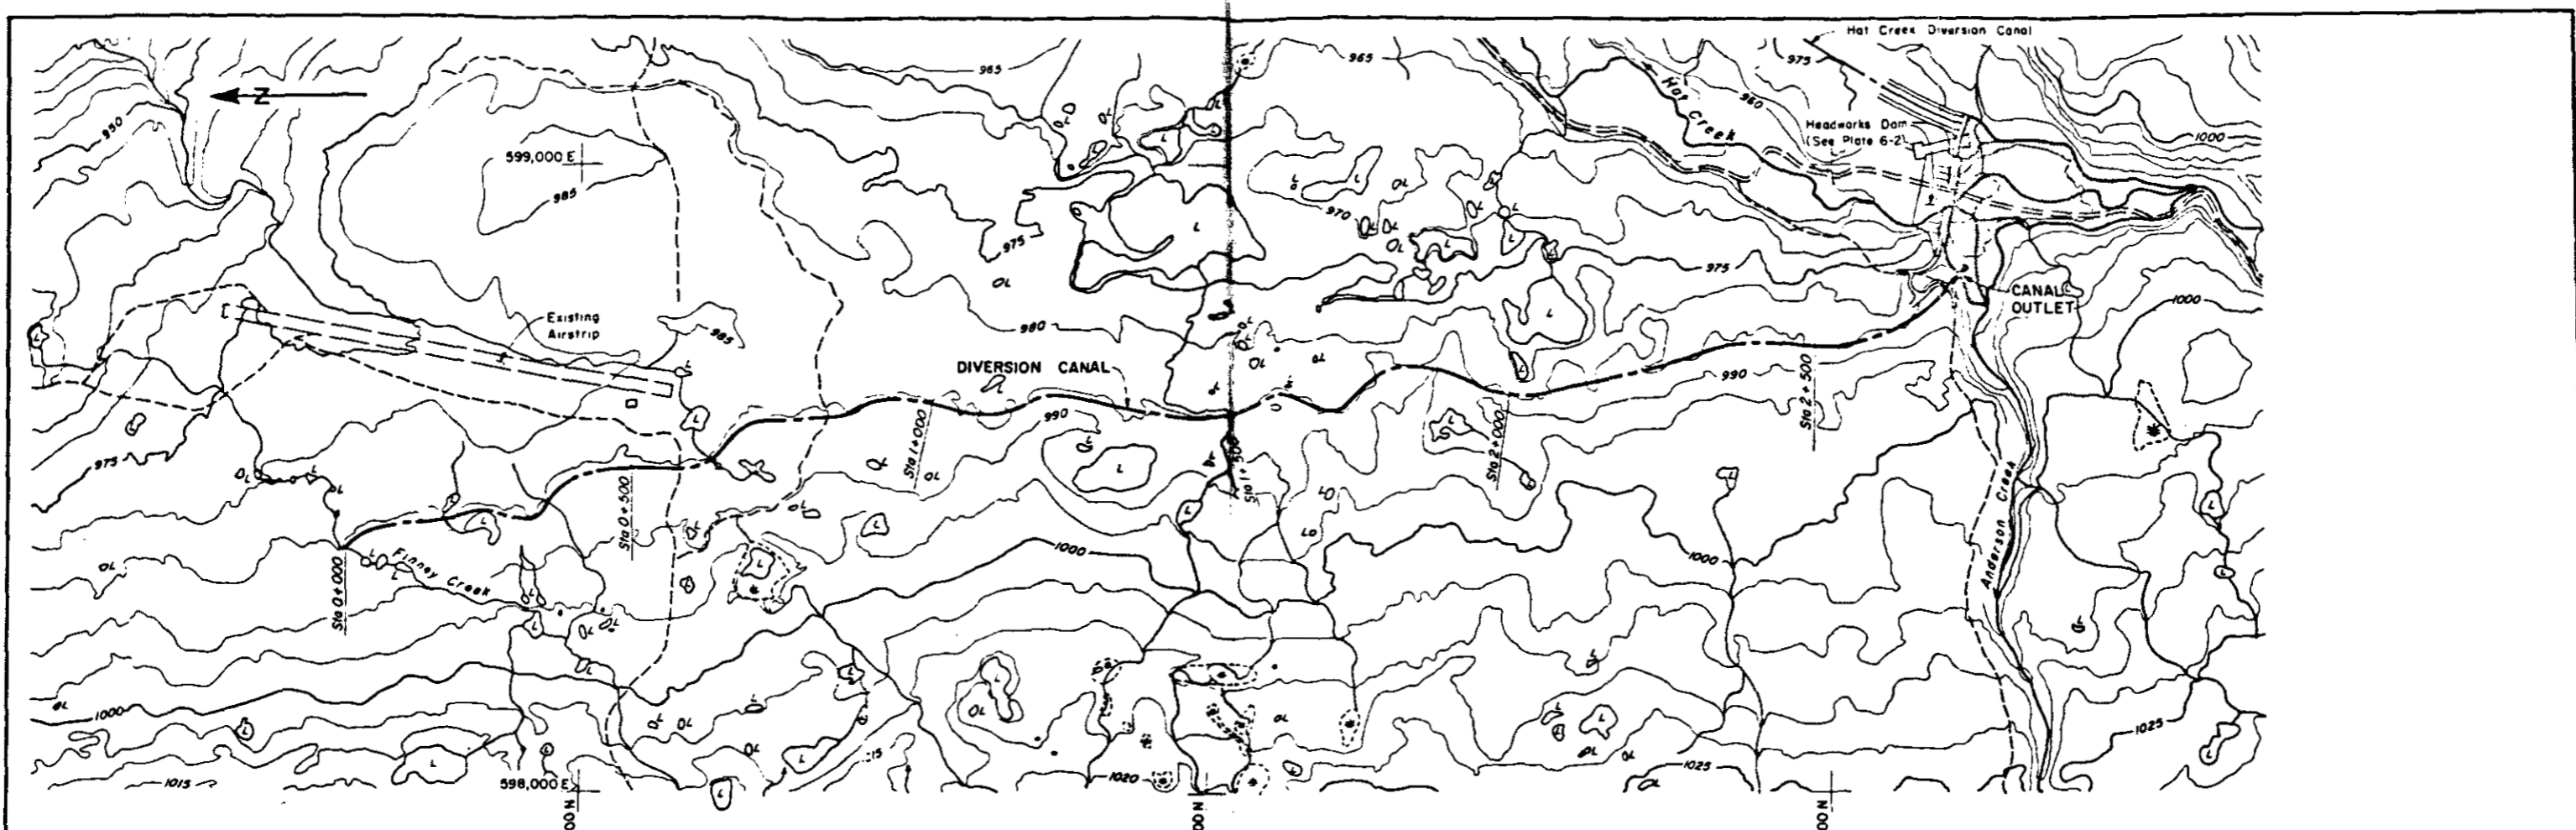 Hat Creek Diversion Canal
975
965
965
Hat Creek
960
Headworks Dam
(See Plate 6-2)
1000
N
950
599,000 E
985
970
975
975
CANAL
OUTLET
1000
Existing
Airstrip
985
980
DIVERSION CANAL
990
990
Sta 0+000
Sta 0+500
Sta 1+000
Sta 1+500
Sta 2+000
Sta 2+500
975
Finney Creek
1000
1000
Anderson Creek
1000
1015
598,000 E
1020
1025
1025
00 N
00 N
00 N